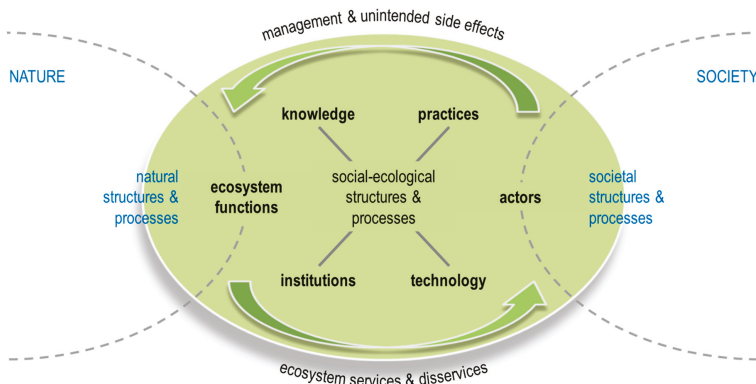 management & unintended side effects
NATURE
SOCIETY
knowledge
practices
natural
structures &
processes
ecosystem
functions
social-ecological
structures &
processes
actors
societal
structures &
processes
institutions
technology
ecosystem services & disservices